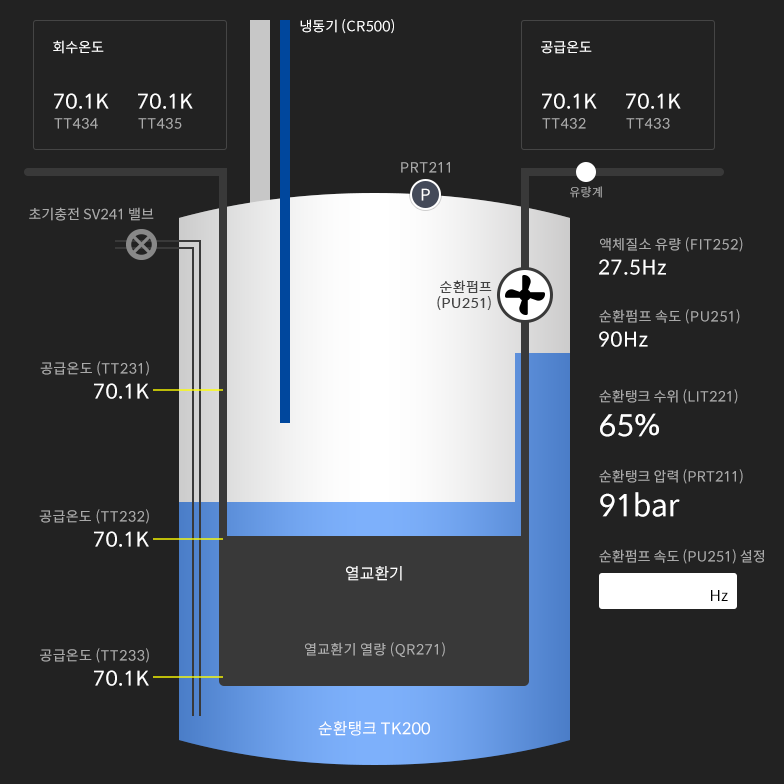 냉동기 (CR500)
회수온도
70.1K 70.1K
TT434 TT435
공급온도
70.1K 70.1K
TT432 TT433
PRT211
P
유량계
초기충전 SV241 밸브
액체질소 유량 (FIT252)
27.5Hz
순환펌프
(PU251)
순환펌프 속도 (PU251)
90Hz
공급온도 (TT231)
70.1K
순환탱크 수위 (LIT221)
65%
순환탱크 압력 (PRT211)
91bar
공급온도 (TT232)
70.1K
순환펌프 속도 (PU251) 설정
Hz
열교환기
열교환기 열량 (QR271)
공급온도 (TT233)
70.1K
순환탱크 TK200